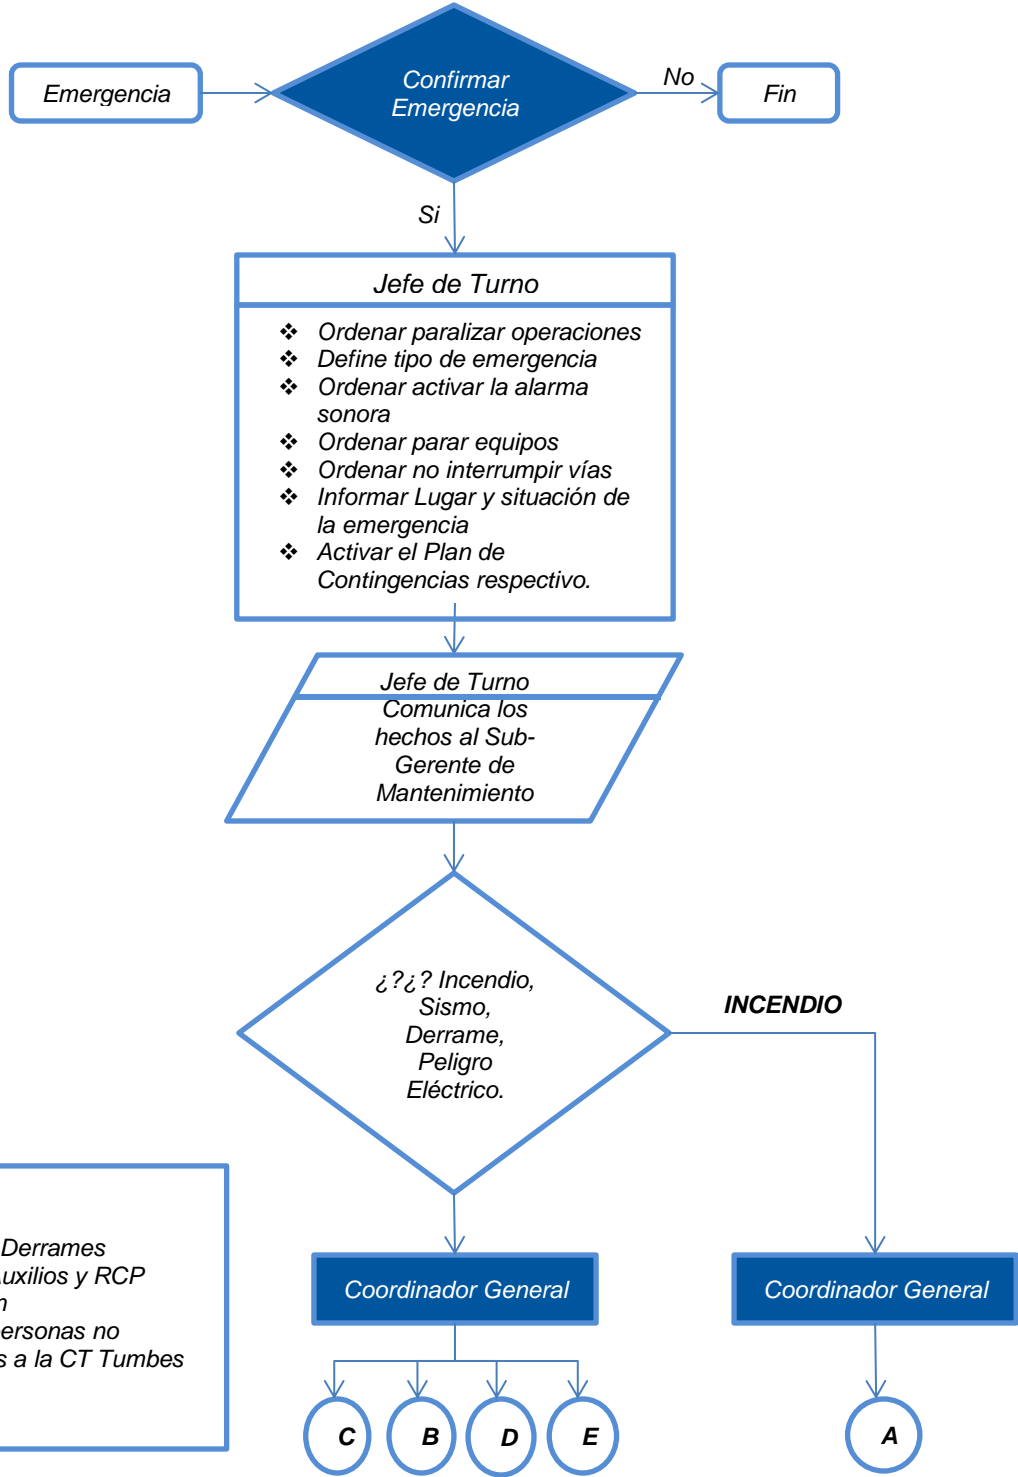 Emergencia
Confirmar
Emergencia
No
Fin
Si
Jefe de Turno
❖ Ordenar paralizar operaciones
❖ Define tipo de emergencia
❖ Ordenar activar la alarma
sonora
❖ Ordenar parar equipos
❖ Ordenar no interrumpir vías
❖ Informar Lugar y situación de
la emergencia
❖ Activar el Plan de
Contingencias respectivo.
Jefe de Turno
Comunica los
hechos al Sub-
Gerente de
Mantenimiento
¿?¿? Incendio,
Sismo,
Derrame,
Peligro
Eléctrico.
INCENDIO
Derrames
uxilios y RCP
n
ersonas no
s a la CT Tumbes
Coordinador General
Coordinador General
C
B
D
E
A